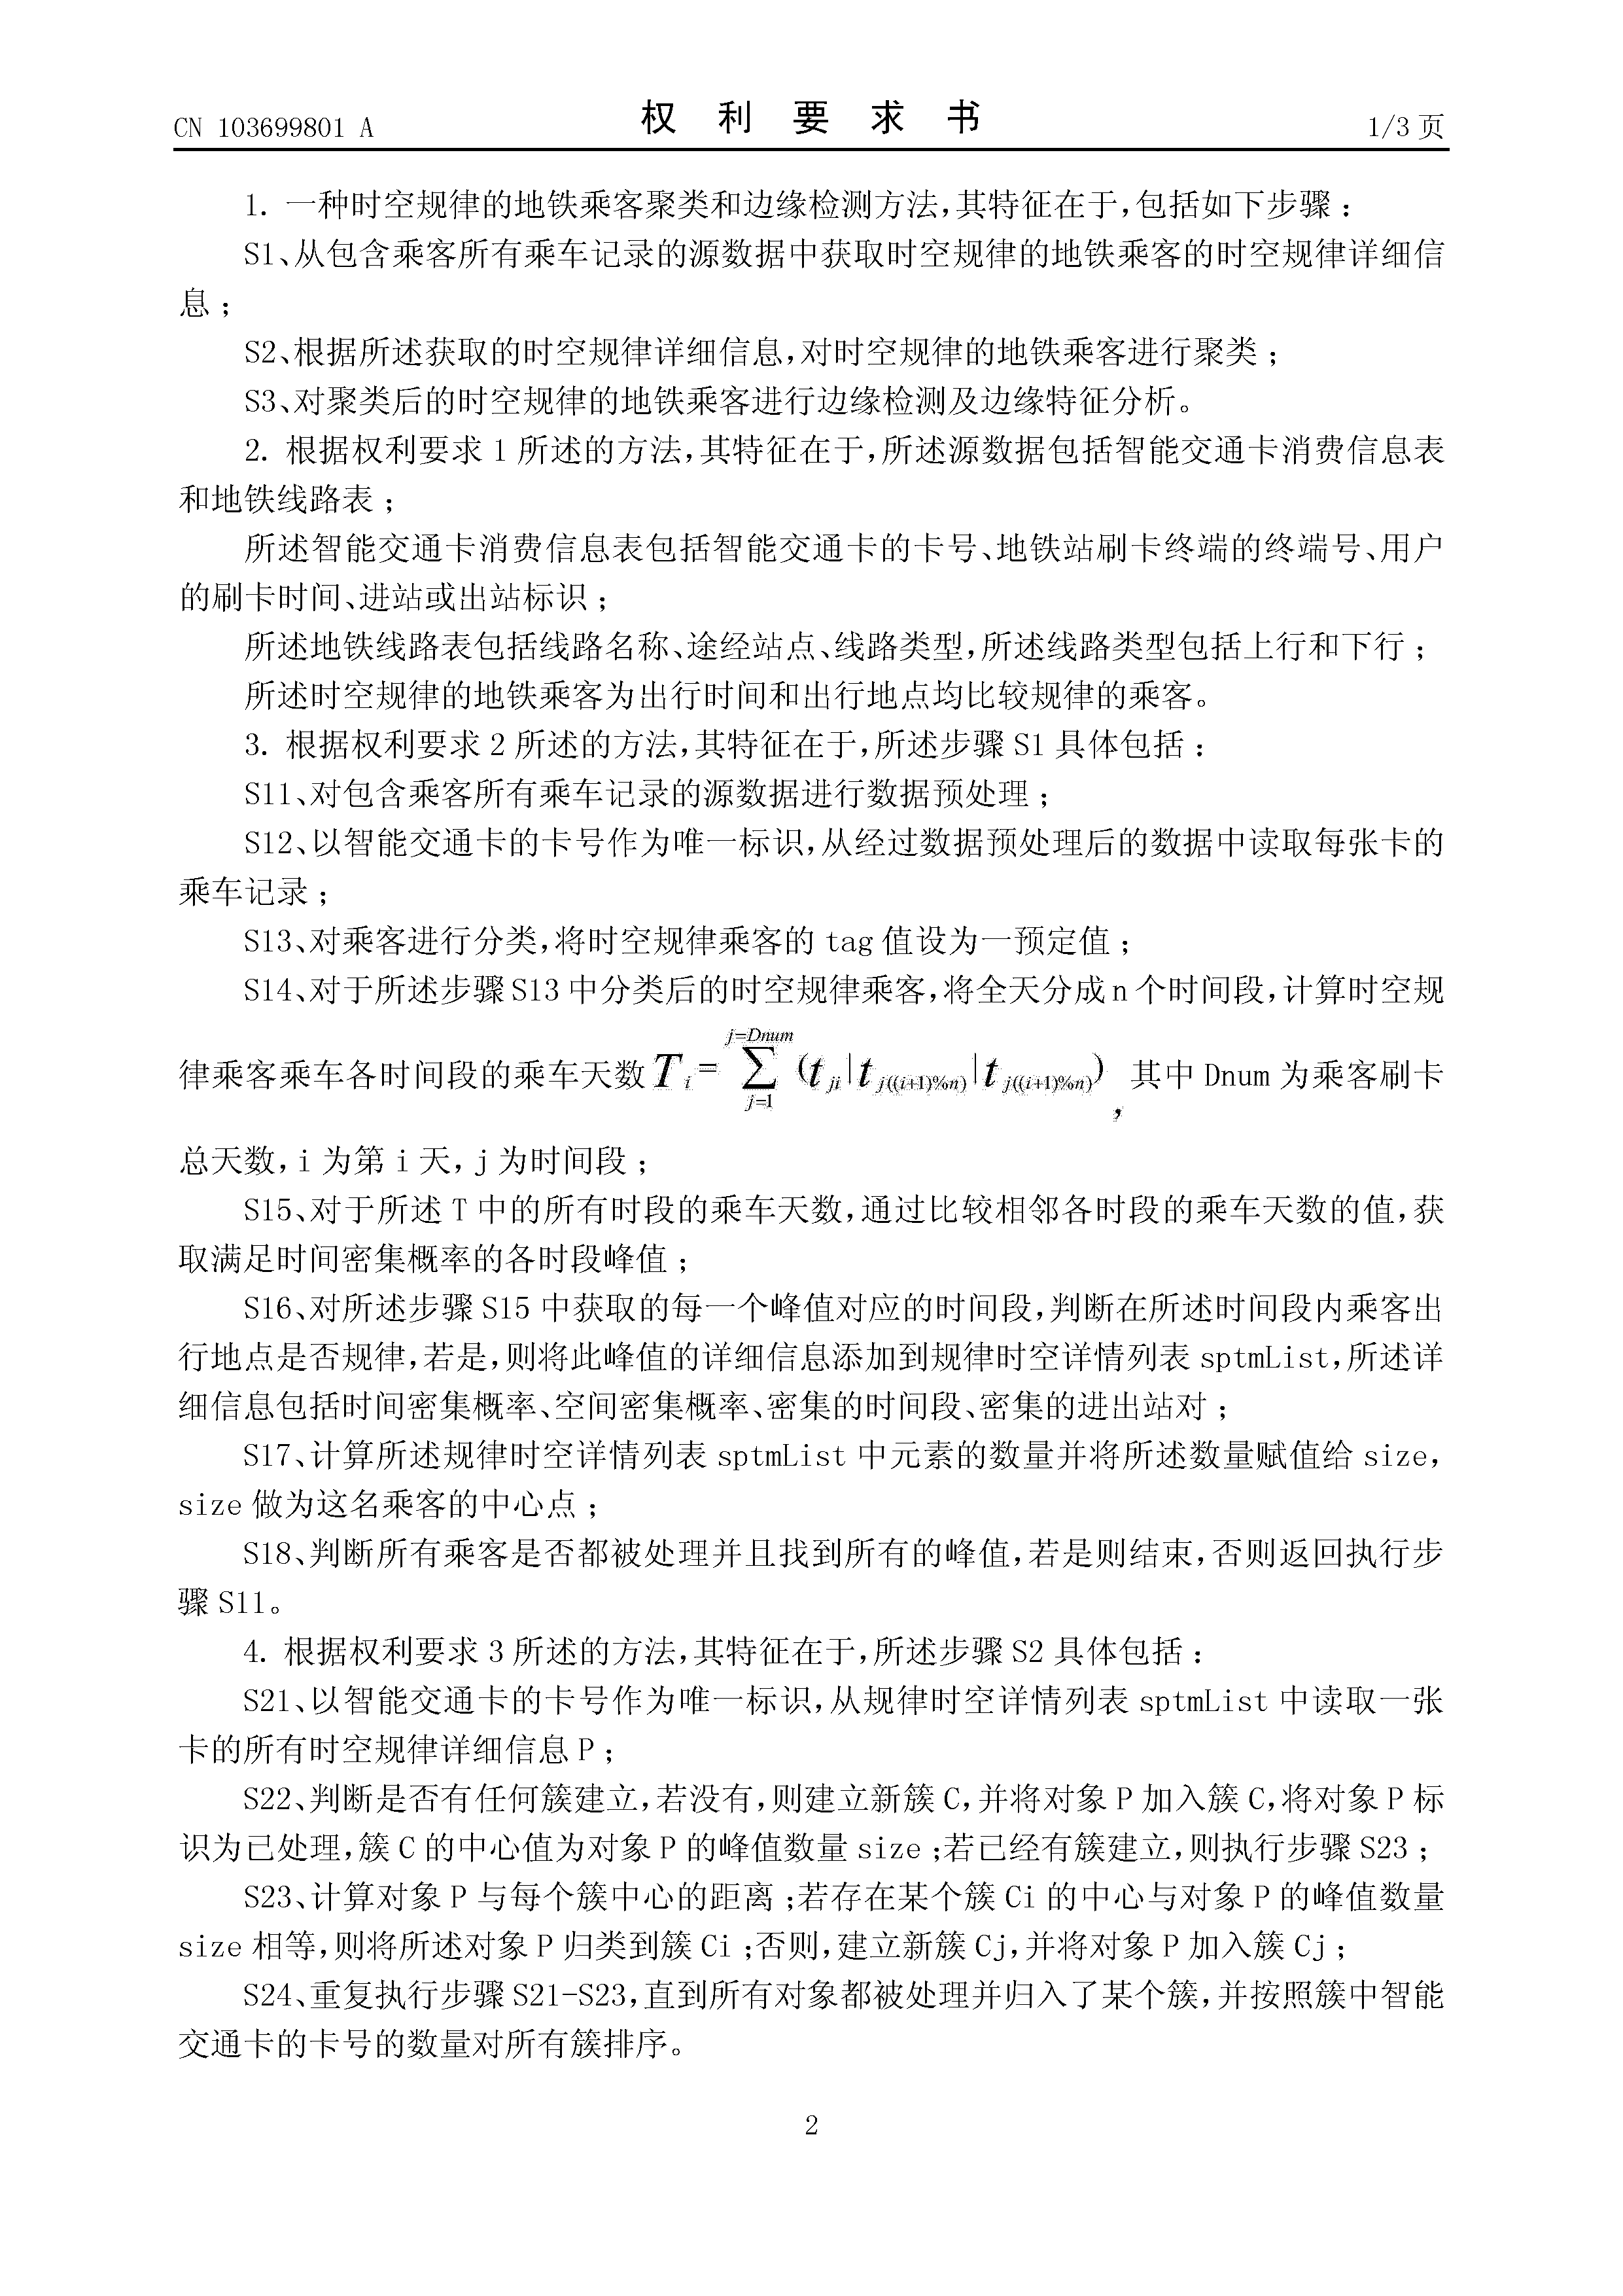 CN 103699801 A
权 利 要 求 书
1/3 页
1. 一种时空规律的地铁乘客聚类和边缘检测方法,其特征在于,包括如下步骤:
S1、从包含乘客所有乘车记录的源数据中获取时空规律的地铁乘客的时空规律详细信
息;
S2、根据所述获取的时空规律详细信息,对时空规律的地铁乘客进行聚类;
S3、对聚类后的时空规律的地铁乘客进行边缘检测及边缘特征分析。
2. 根据权利要求 1 所述的方法,其特征在于,所述源数据包括智能交通卡消费信息表
和地铁线路表;
所述智能交通卡消费信息表包括智能交通卡的卡号、地铁站刷卡终端的终端号、用户
的刷卡时间、进站或出站标识;
所述地铁线路表包括线路名称、途经站点、线路类型,所述线路类型包括上行和下行;
所述时空规律的地铁乘客为出行时间和出行地点均比较规律的乘客。
3. 根据权利要求 2 所述的方法,其特征在于,所述步骤 S1 具体包括:
S11、对包含乘客所有乘车记录的源数据进行数据预处理;
S12、以智能交通卡的卡号作为唯一标识,从经过数据预处理后的数据中读取每张卡的
乘车记录;
S13、对乘客进行分类,将时空规律乘客的 tag 值设为一预定值;
S14、对于所述步骤 S13 中分类后的时空规律乘客,将全天分成 n 个时间段,计算时空规
律乘客乘车各时间段的乘车天数 T_i = \sum_{j=1}^{j=Dnum} (t_{ji} | t_{j((i+1)%n)} | t_{j((i+1)%n)}) ,其中 Dnum 为乘客刷卡
总天数,i 为第 i 天,j 为时间段;
S15、对于所述 T 中的所有时段的乘车天数,通过比较相邻各时段的乘车天数的值,获
取满足时间密集概率的各时段峰值;
S16、对所述步骤 S15 中获取的每一个峰值对应的时间段,判断在所述时间段内乘客出
行地点是否规律,若是,则将此峰值的详细信息添加到规律时空详情列表 sptmList,所述详
细信息包括时间密集概率、空间密集概率、密集的时间段、密集的进出站对;
S17、计算所述规律时空详情列表 sptmList 中元素的数量并将所述数量赋值给 size,
size 做为这名乘客的中心点;
S18、判断所有乘客是否都被处理并且找到所有的峰值,若是则结束,否则返回执行步
骤 S11。
4. 根据权利要求 3 所述的方法,其特征在于,所述步骤 S2 具体包括:
S21、以智能交通卡的卡号作为唯一标识,从规律时空详情列表 sptmList 中读取一张
卡的所有时空规律详细信息 P;
S22、判断是否有任何簇建立,若没有,则建立新簇 C,并将对象 P 加入簇 C,将对象 P 标
识为已处理,簇 C 的中心值为对象 P 的峰值数量 size;若已经有簇建立,则执行步骤 S23;
S23、计算对象 P 与每个簇中心的距离;若存在某个簇 Ci 的中心与对象 P 的峰值数量
size 相等,则将所述对象 P 归类到簇 Ci;否则,建立新簇 Cj,并将对象 P 加入簇 Cj;
S24、重复执行步骤 S21-S23,直到所有对象都被处理并归入了某个簇,并按照簇中智能
交通卡的卡号的数量对所有簇排序。
2